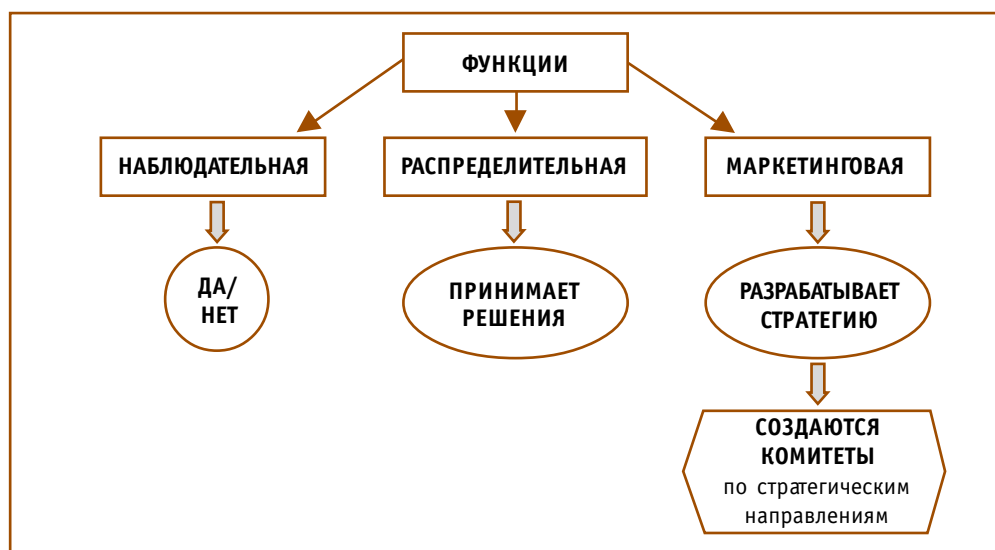 ФУНКЦИИ
НАБЛЮДАТЕЛЬНАЯ
РАСПРЕДЕЛИТЕЛЬНАЯ
МАРКЕТИНГОВАЯ
ДА/
НЕТ
ПРИНИМАЕТ
РЕШЕНИЯ
РАЗРАБАТЫВАЕТ
СТРАТЕГИЮ
СОЗДАЮТСЯ
КОМИТЕТЫ
по стратегическим
направлениям